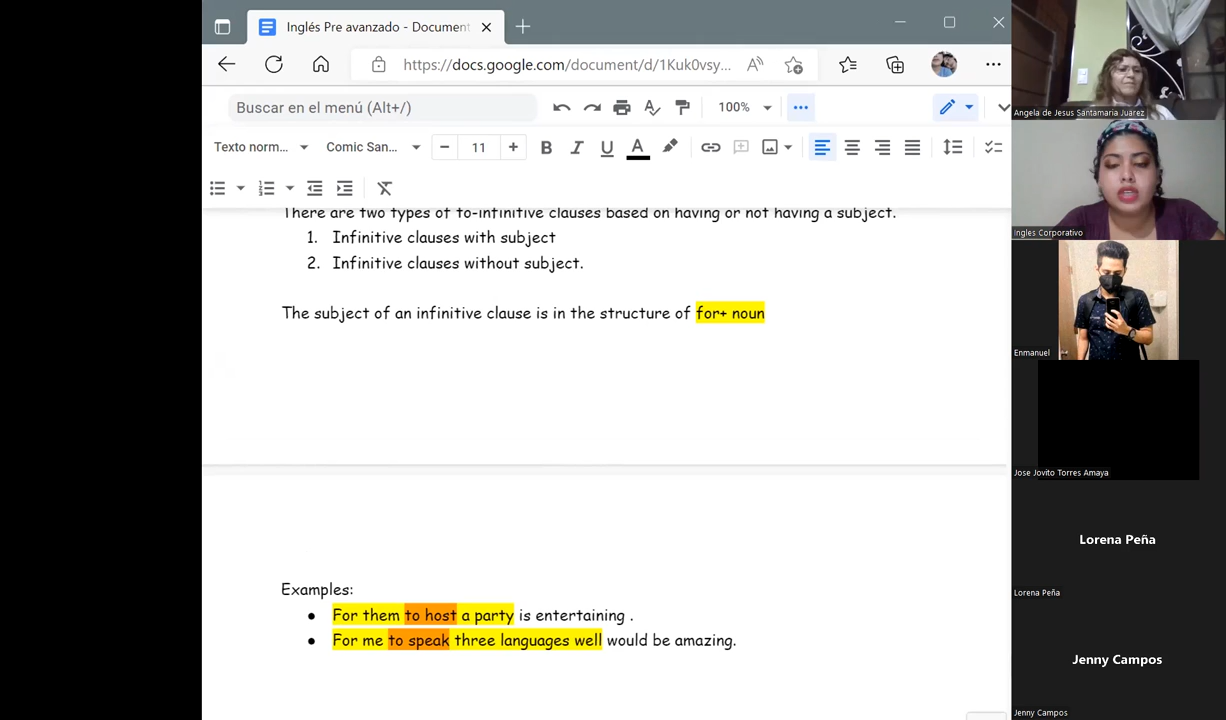 Inglés Pre avanzado - Document
https://docs.google.com/document/d/1Kuk0vsy...
Buscar en el menú (Alt+/)
100%
Texto norm...
Comic San...
11
There are two types of to-infinitive clauses based on having or not having a subject.
1. Infinitive clauses with subject
2. Infinitive clauses without subject.
The subject of an infinitive clause is in the structure of for+ noun
Examples:
● For them to host a party is entertaining .
● For me to speak three languages well would be amazing.
Angela de Jesus Santamaria Juarez
Ingles Corporativo
Enmanuel
Jose Jovito Torres Amaya
Lorena Peña
Lorena Peña
Jenny Campos
Jenny Campos